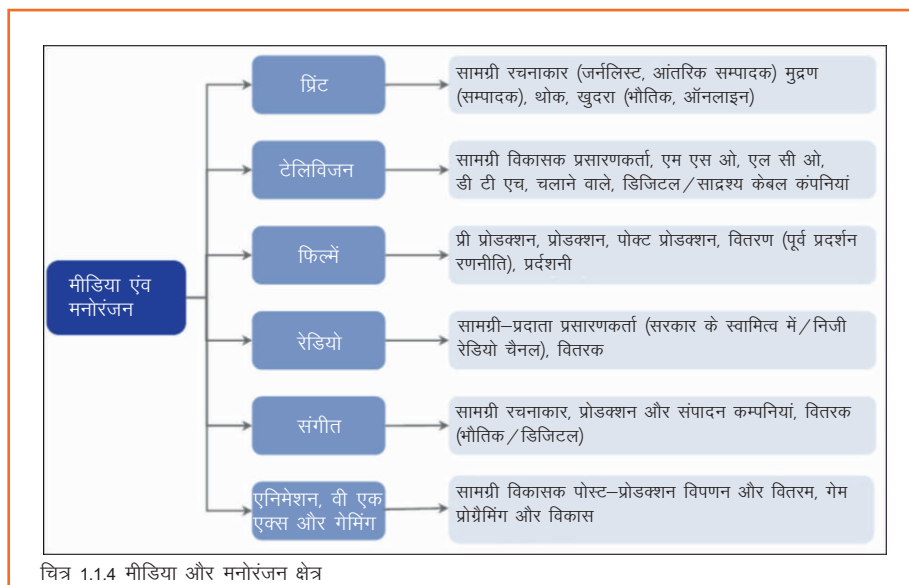 मीडिया एंव
मनोरंजन
प्रिंट
सामग्री रचनाकार (जर्नलिस्ट, आंतरिक सम्पादक) मुद्रण
(सम्पादक), थोक, खुदरा (भौतिक, ऑनलाइन)
टेलिविजन
सामग्री विकासक प्रसारणकर्ता, एम एस ओ, एल सी ओ,
डी टी एच, चलाने वाले, डिजिटल/साद्रश्य केबल कंपनियां
फिल्में
प्री प्रोडक्शन, प्रोडक्शन, पोक्ट प्रोडक्शन, वितरण (पूर्व प्रदर्शन
रणनीति), प्रर्दशनी
रेडियो
सामग्री–प्रदाता प्रसारणकर्ता (सरकार के स्वामित्व में/निजी
रेडियो चैनल), वितरक
संगीत
सामग्री रचनाकार, प्रोडक्शन और संपादन कम्पनियां, वितरक
(भौतिक/डिजिटल)
एनिमेशन, वी एक
एक्स और गेमिंग
सामग्री विकासक पोस्ट–प्रोडक्शन विपणन और वितरम, गेम
प्रोग्रैमिंग और विकास
चित्र 1.1.4 मीडिया और मनोरंजन क्षेत्र